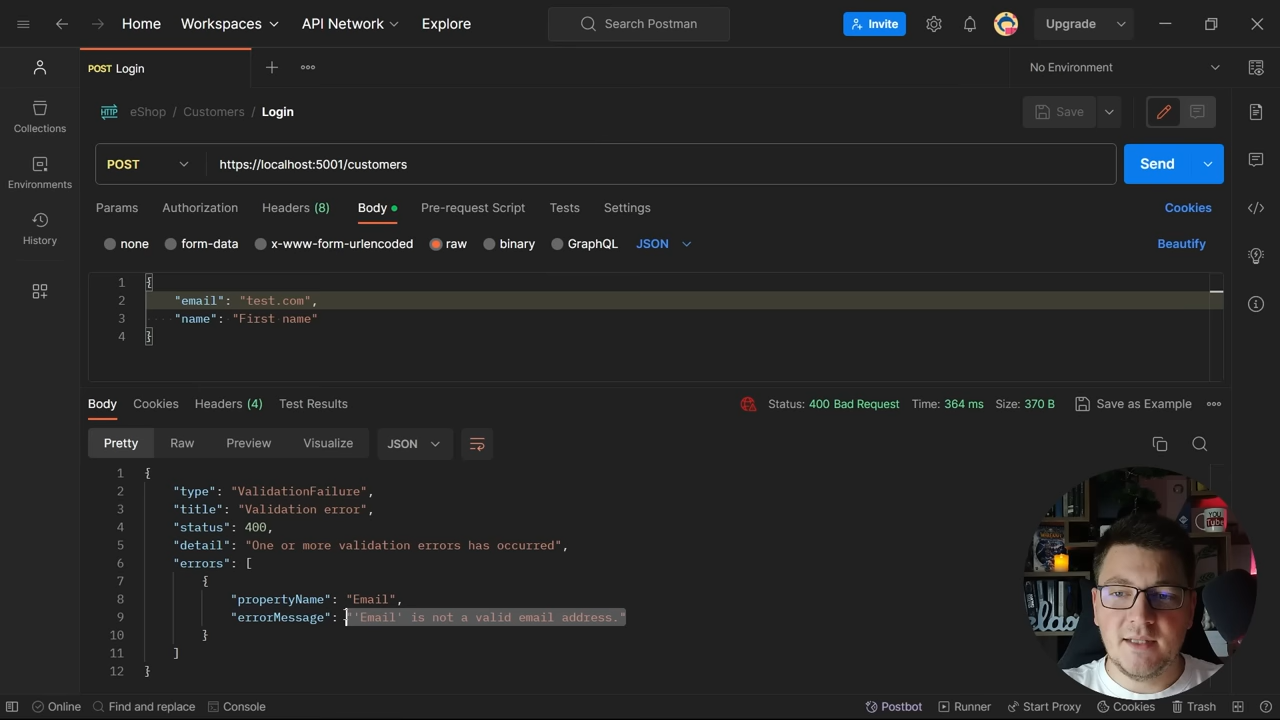 Home Workspaces API Network Explore Search Postman Invite Upgrade
POST Login No Environment
HTTP eShop / Customers / Login Save
Collections
Environments
History
POST https://localhost:5001/customers Send
Params Authorization Headers (8) Body Pre-request Script Tests Settings Cookies
none form-data x-www-form-urlencoded raw binary GraphQL JSON Beautify
1 {
2 "email": "test.com",
3 "name": "First name"
4 }
Body Cookies Headers (4) Test Results Status: 400 Bad Request Time: 364 ms Size: 370 B Save as Example
Pretty Raw Preview Visualize JSON
1 {
2 "type": "ValidationFailure",
3 "title": "Validation error",
4 "status": 400,
5 "detail": "One or more validation errors has occurred",
6 "errors": [
7 {
8 "propertyName": "Email",
9 "errorMessage": "'Email' is not a valid email address."
10 }
11 ]
12 }
You
Tube
Online Find and replace Console Postbot Runner Start Proxy Cookies Trash